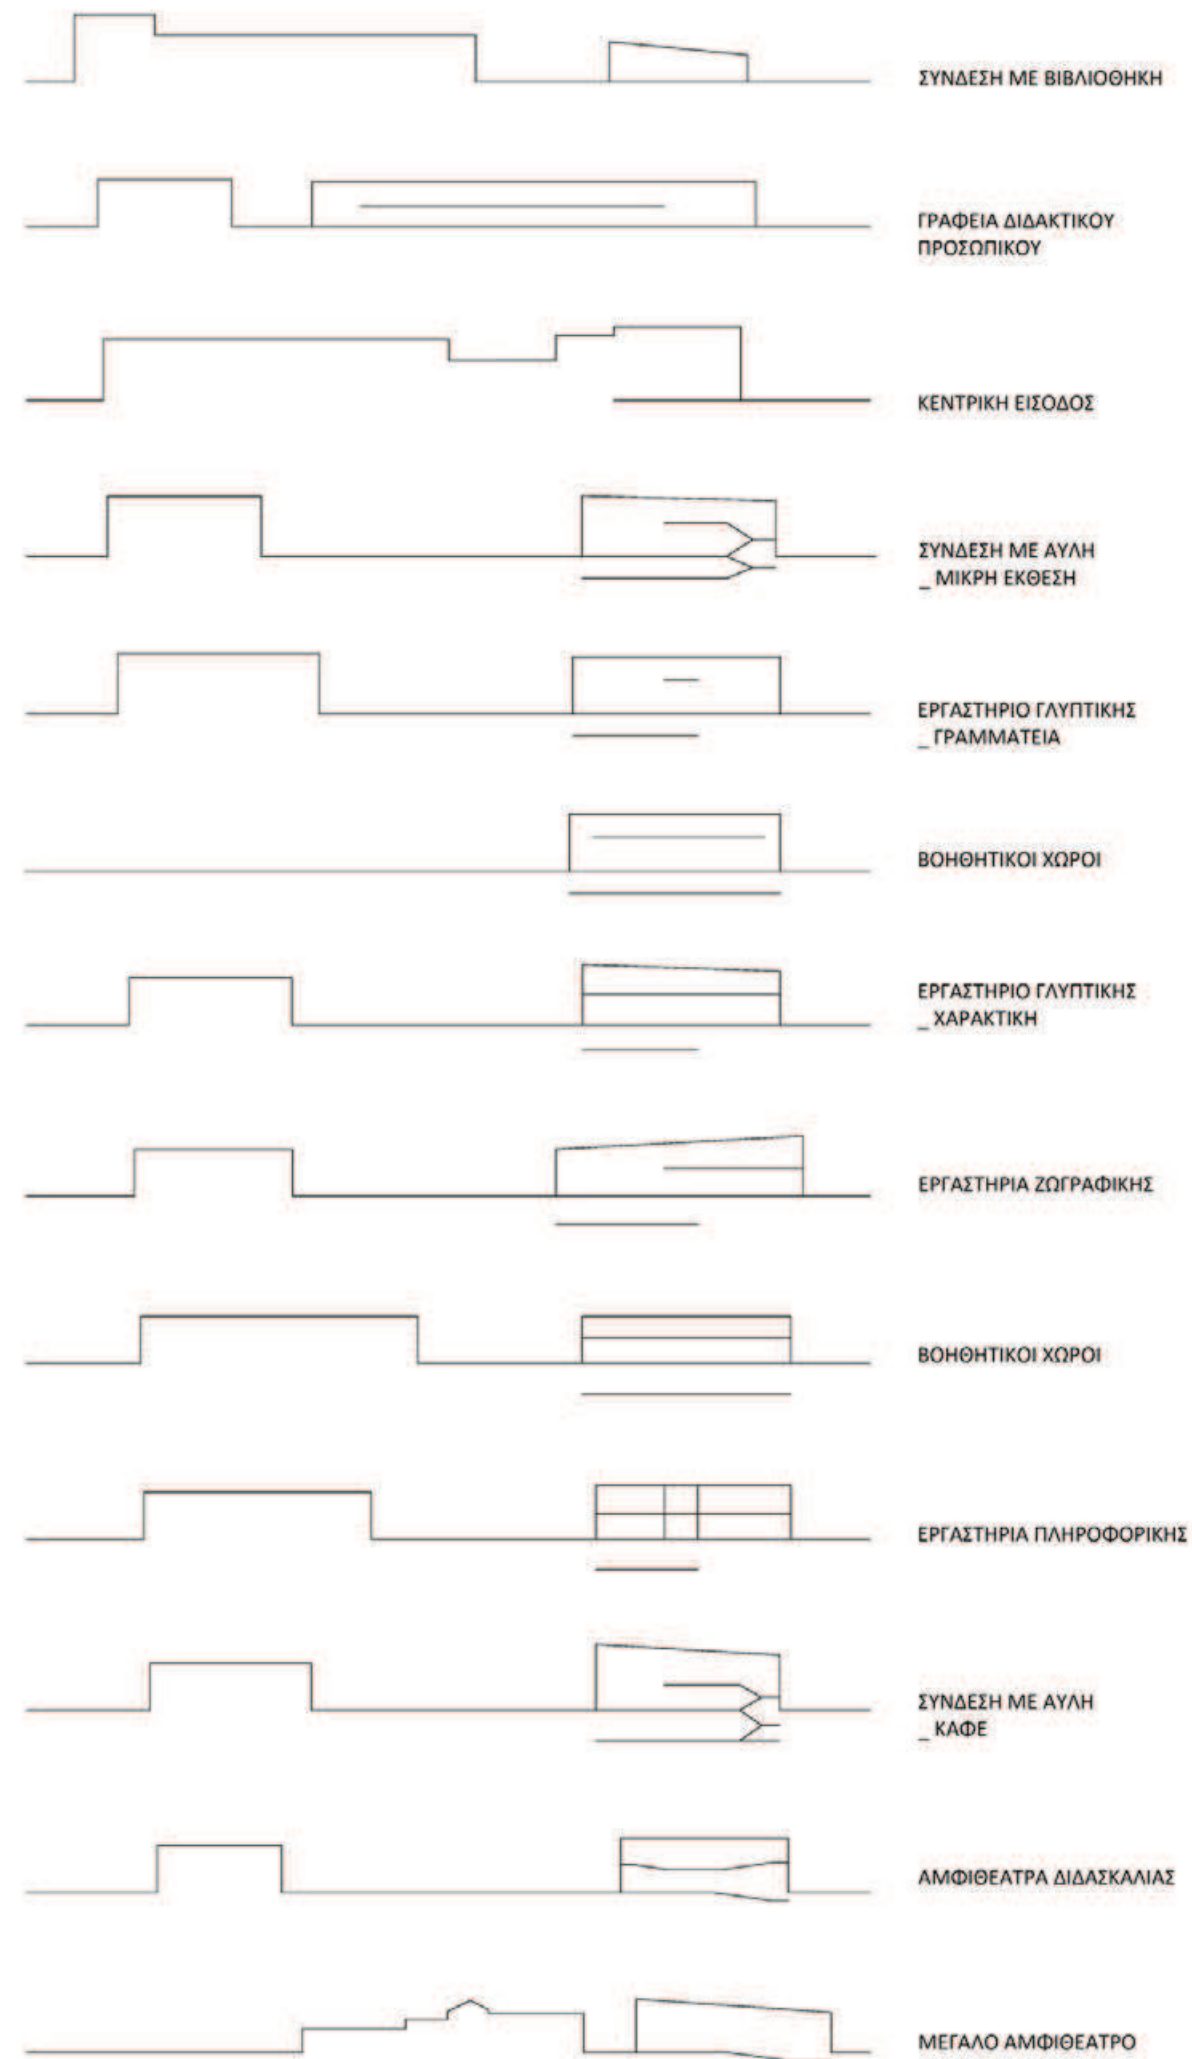 ΣΥΝΔΕΣΗ ΜΕ ΒΙΒΛΙΟΘΗΚΗ
ΓΡΑΦΕΙΑ ΔΙΔΑΚΤΙΚΟΥ
ΠΡΟΣΩΠΙΚΟΥ
ΚΕΝΤΡΙΚΗ ΕΙΣΟΔΟΣ
ΣΥΝΔΕΣΗ ΜΕ ΑΥΛΗ
_ ΜΙΚΡΗ ΕΚΘΕΣΗ
ΕΡΓΑΣΤΗΡΙΟ ΓΛΥΠΤΙΚΗΣ
_ ΓΡΑΜΜΑΤΕΙΑ
ΒΟΗΘΗΤΙΚΟΙ ΧΩΡΟΙ
ΕΡΓΑΣΤΗΡΙΟ ΓΛΥΠΤΙΚΗΣ
_ ΧΑΡΑΚΤΙΚΗ
ΕΡΓΑΣΤΗΡΙΑ ΖΩΓΡΑΦΙΚΗΣ
ΒΟΗΘΗΤΙΚΟΙ ΧΩΡΟΙ
ΕΡΓΑΣΤΗΡΙΑ ΠΛΗΡΟΦΟΡΙΚΗΣ
ΣΥΝΔΕΣΗ ΜΕ ΑΥΛΗ
_ ΚΑΦΕ
ΑΜΦΙΘΕΑΤΡΑ ΔΙΔΑΣΚΑΛΙΑΣ
ΜΕΓΑΛΟ ΑΜΦΙΘΕΑΤΡΟ